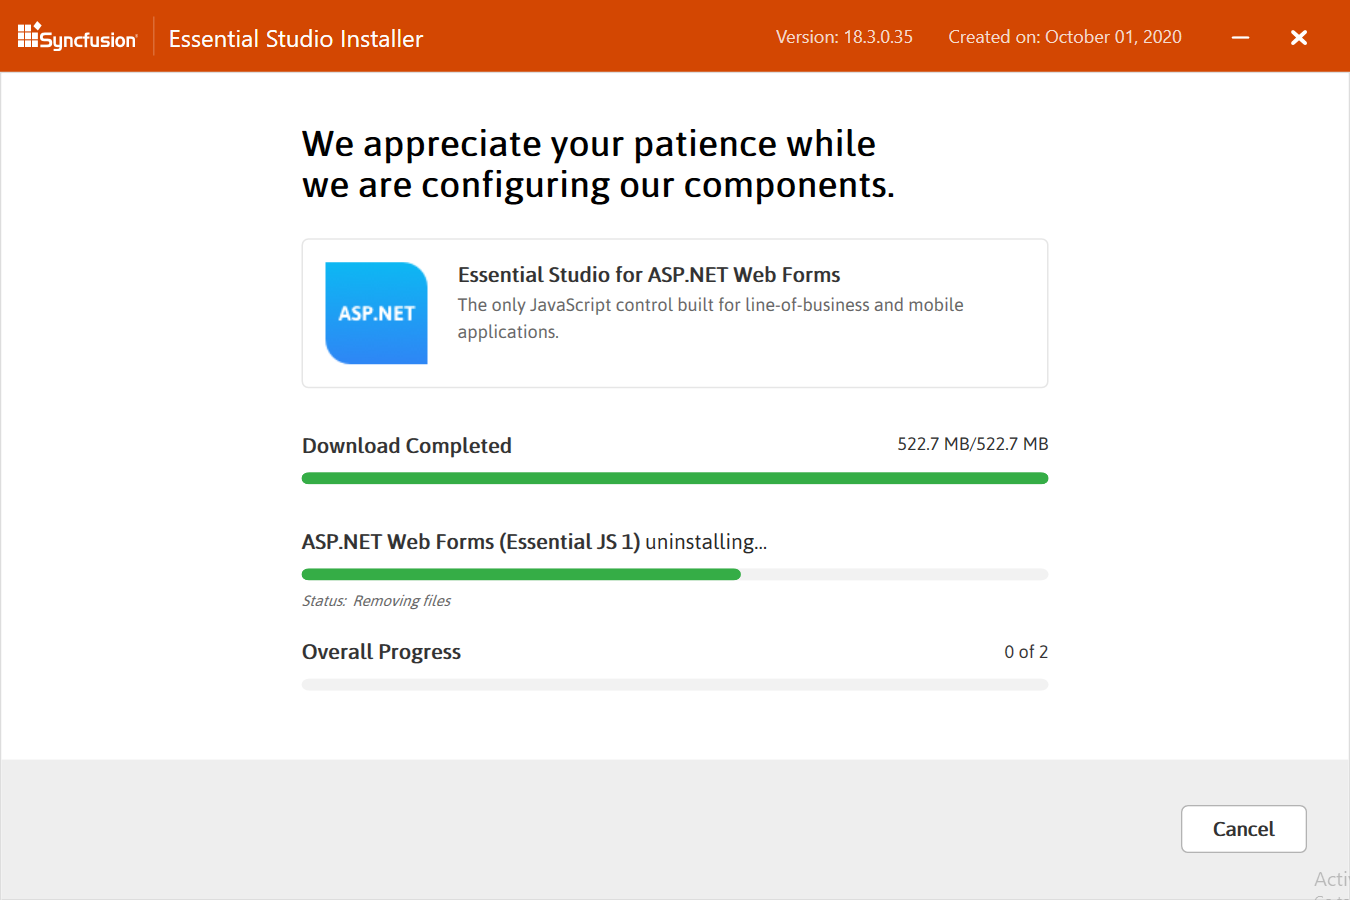 Syncfusion Essential Studio Installer Version: 18.3.0.35 Created on: October 01, 2020
We appreciate your patience while
we are configuring our components.
ASP.NET
Essential Studio for ASP.NET Web Forms
The only JavaScript control built for line-of-business and mobile
applications.
Download Completed 522.7 MB/522.7 MB
ASP.NET Web Forms (Essential JS 1) uninstalling...
Status: Removing files
Overall Progress 0 of 2
Cancel